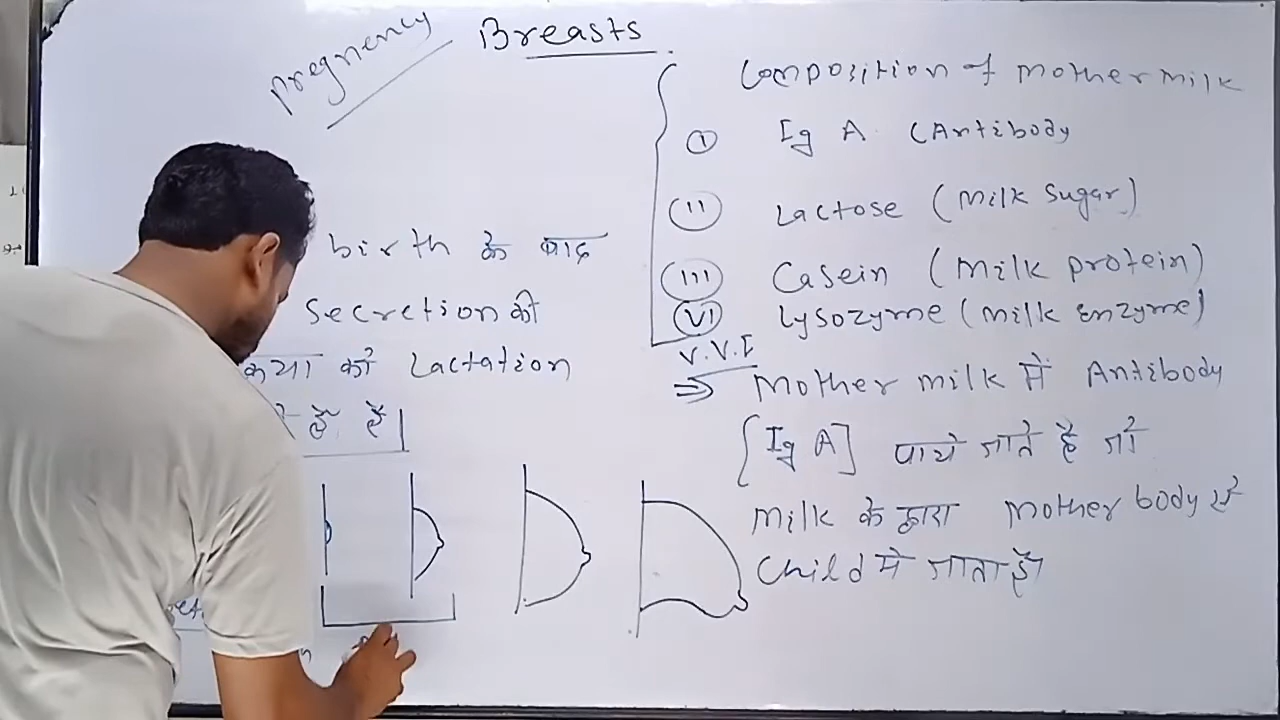 pregnency
Breasts
birth के बाद
Secretion की
को Lactation
है हैं
Composition of mother milk
I Ig A (Antibody
II Lactose (Milk Sugar)
III Casein (Milk protein)
VI Lysozyme (Milk Enzyme)
V.V.I
⇒ Mother milk में Antibody
[Ig A] पाये जाते है जो
Milk के द्वारा Mother body से
Child में जाता है।